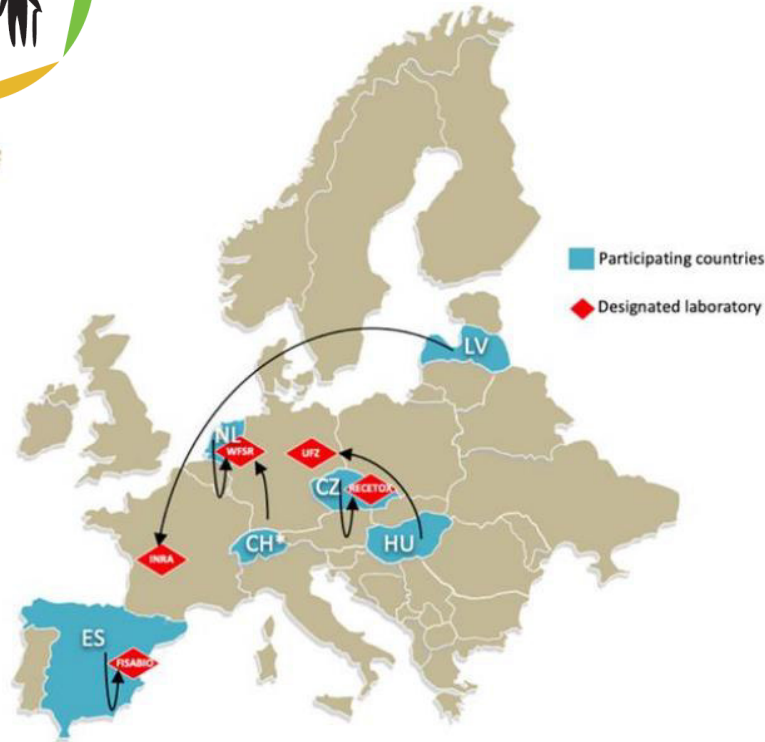 Participating countries
Designated laboratory
LV
NL
WFSR
UFZ
CZ
RECETOX
CH*
HU
INRA
ES
FISABIO